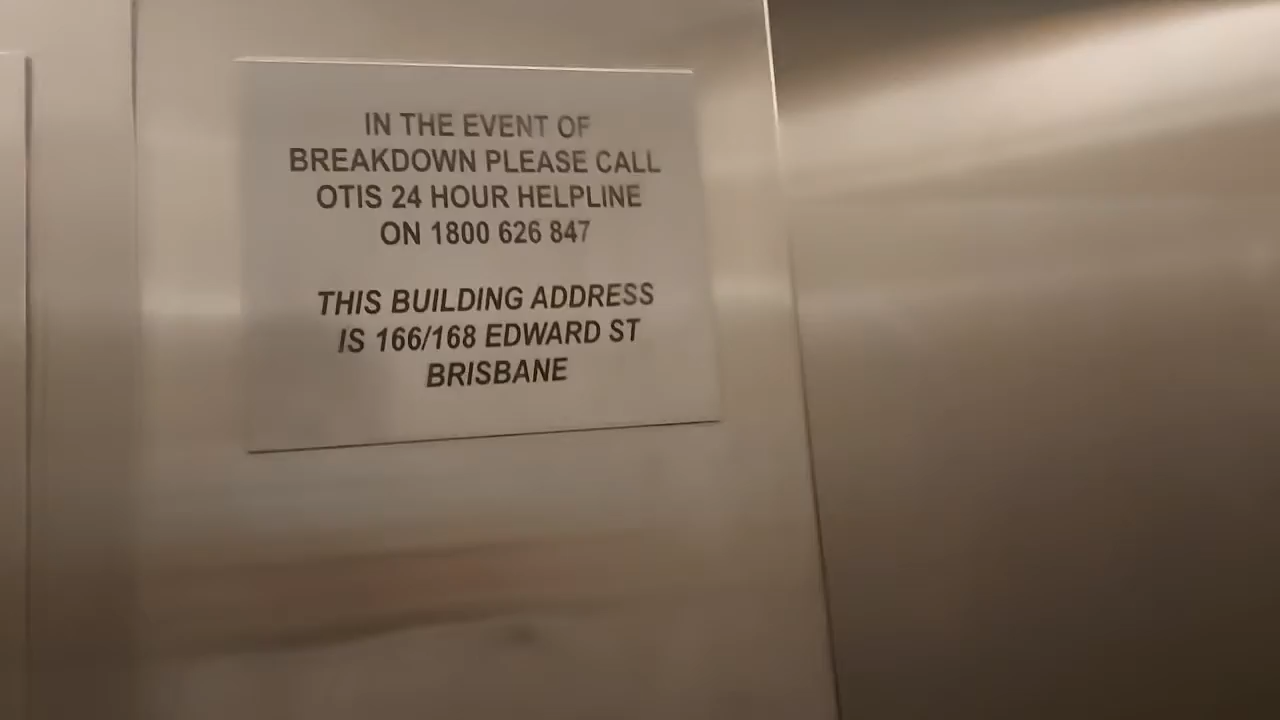 IN THE EVENT OF
BREAKDOWN PLEASE CALL
OTIS 24 HOUR HELPLINE
ON 1800 626 847
THIS BUILDING ADDRESS
IS 166/168 EDWARD ST
BRISBANE